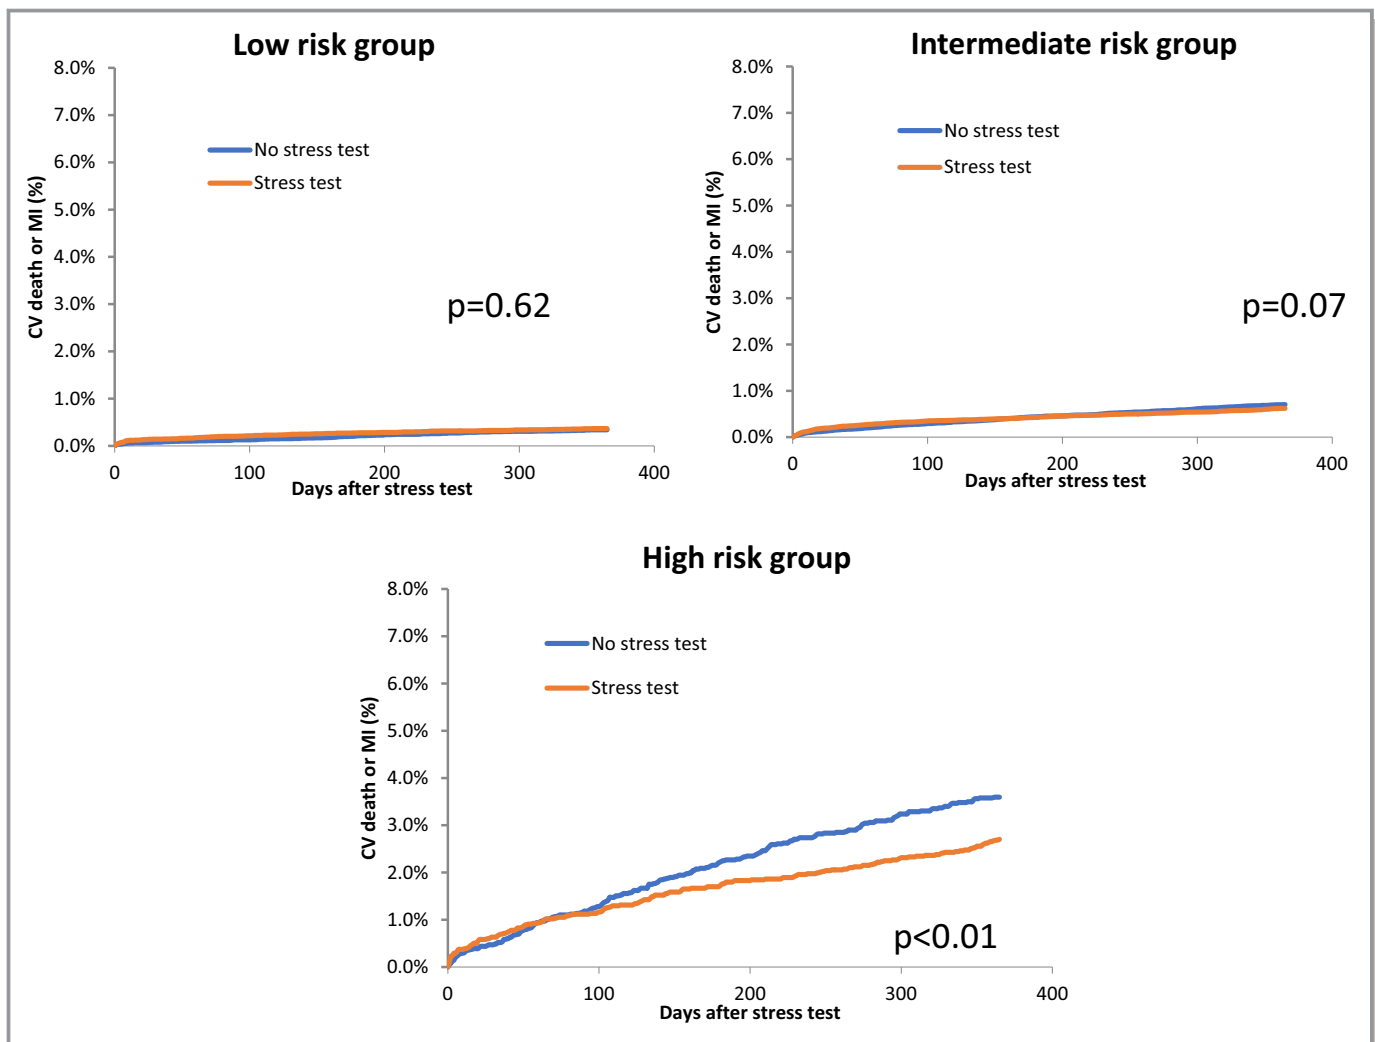 Low risk group
8.0%
7.0%
6.0%
5.0%
4.0%
3.0%
2.0%
1.0%
0.0%
CV death or MI (%)
No stress test
Stress test
p=0.62
0 100 200 300 400
Days after stress test
Intermediate risk group
8.0%
7.0%
6.0%
5.0%
4.0%
3.0%
2.0%
1.0%
0.0%
CV death or MI (%)
No stress test
Stress test
p=0.07
0 100 200 300 400
Days after stress test
High risk group
8.0%
7.0%
6.0%
5.0%
4.0%
3.0%
2.0%
1.0%
0.0%
CV death or MI (%)
No stress test
Stress test
p<0.01
0 100 200 300 400
Days after stress test